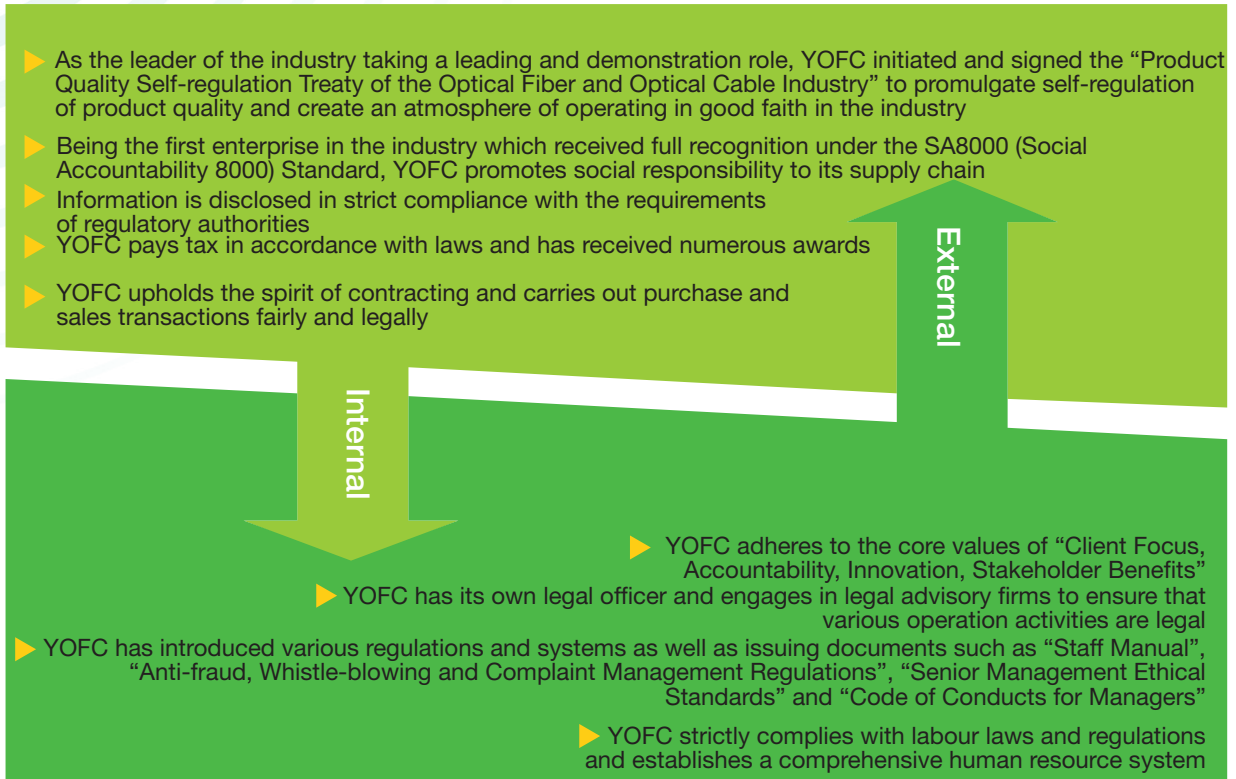 As the leader of the industry taking a leading and demonstration role, YOFC initiated and signed the “Product
Quality Self-regulation Treaty of the Optical Fiber and Optical Cable Industry” to promulgate self-regulation
of product quality and create an atmosphere of operating in good faith in the industry
Being the first enterprise in the industry which received full recognition under the SA8000 (Social
Accountability 8000) Standard, YOFC promotes social responsibility to its supply chain
Information is disclosed in strict compliance with the requirements
of regulatory authorities
YOFC pays tax in accordance with laws and has received numerous awards
YOFC upholds the spirit of contracting and carries out purchase and
sales transactions fairly and legally
External
Internal
YOFC adheres to the core values of “Client Focus,
Accountability, Innovation, Stakeholder Benefits”
YOFC has its own legal officer and engages in legal advisory firms to ensure that
various operation activities are legal
YOFC has introduced various regulations and systems as well as issuing documents such as “Staff Manual”,
“Anti-fraud, Whistle-blowing and Complaint Management Regulations”, “Senior Management Ethical
Standards” and “Code of Conducts for Managers”
YOFC strictly complies with labour laws and regulations
and establishes a comprehensive human resource system